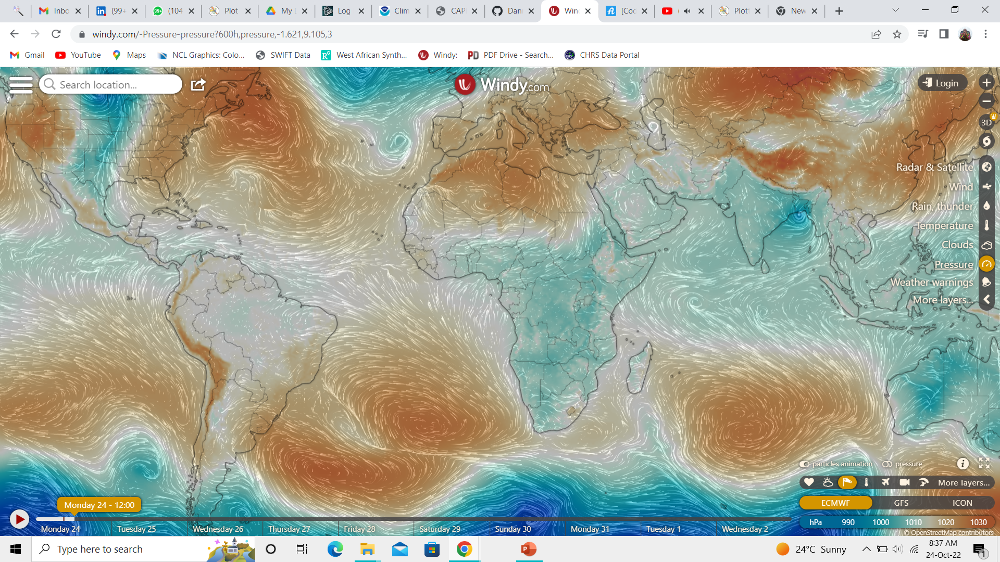 Inbo
(99+
(104
Plot
My D
Log
Clim
CAP
Dan
Win
[Coc
Plot
New
windy.com/-Pressure-pressure?600h,pressure,-1.621,9.105,3
Gmail
YouTube
Maps
NCL Graphics: Colo...
SWIFT Data
West African Synth...
Windy:
PDF Drive - Search...
CHRS Data Portal
Search location...
Windy.com
Login
3D
Radar & Satellite
Wind
Rain, thunder
Temperature
Clouds
Pressure
Weather warnings
More layers...
particles animation
pressure
More layers...
ECMWF
GFS
ICON
hPa 990 1000 1010 1020 1030
© OpenStreetMap contributors
Monday 24 - 12:00
Monday 24
Tuesday 25
Wednesday 26
Thursday 27
Friday 28
Saturday 29
Sunday 30
Monday 31
Tuesday 1
Wednesday 2
Type here to search
24°C Sunny
8:37 AM
24-Oct-22
1